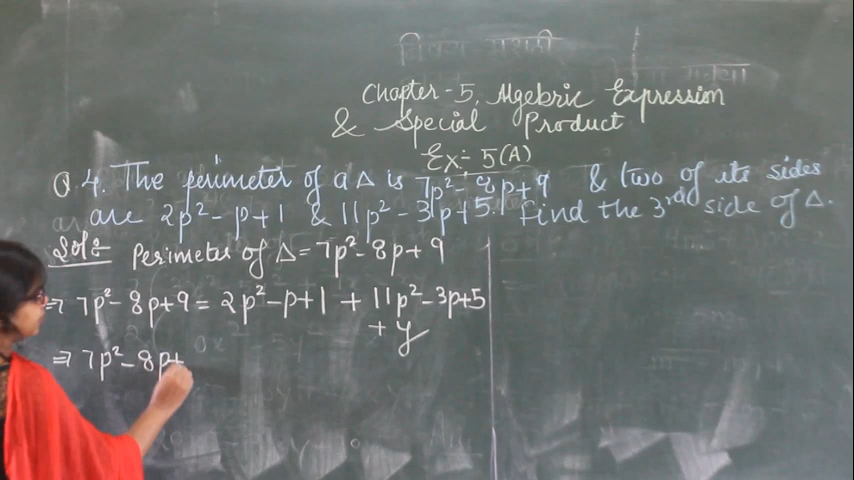 Chapter-5, Algebric Expression
& Special Product
Ex:- 5(A)
Q.4. The perimeter of a Δ is 7p²-8p+9 & two of its sides
are 2p²-p+1 & 11p²-3p+5. Find the 3rd side of Δ.
Sol: Perimeter of Δ = 7p²-8p+9
⇒ 7p²-8p+9 = 2p²-p+1 + 11p²-3p+5
+ y
⇒ 7p²-8p+